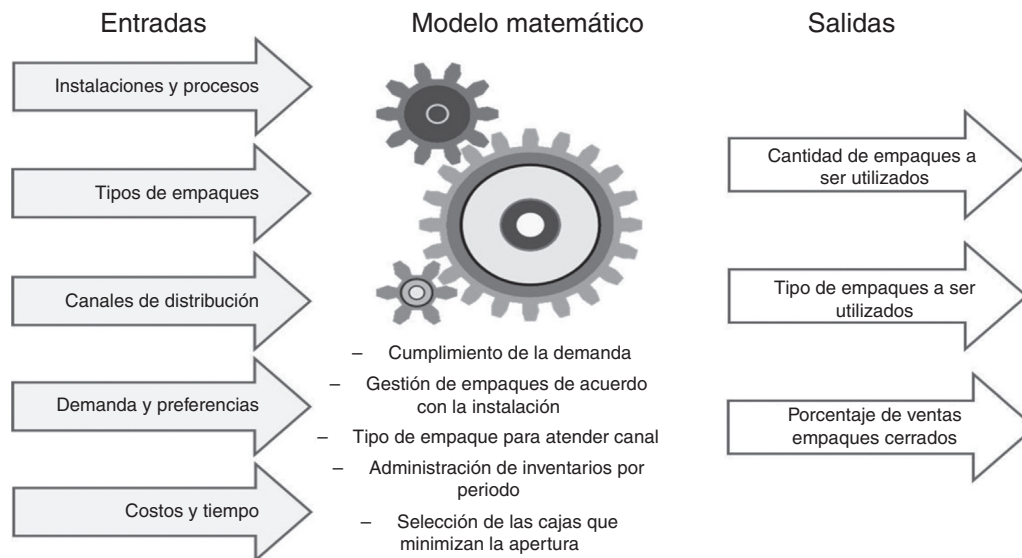 Entradas
Instalaciones y procesos
Tipos de empaques
Canales de distribución
Demanda y preferencias
Costos y tiempo
Modelo matemático
– Cumplimiento de la demanda
– Gestión de empaques de acuerdo
con la instalación
– Tipo de empaque para atender canal
– Administración de inventarios por
periodo
– Selección de las cajas que
minimizan la apertura
Salidas
Cantidad de empaques a
ser utilizados
Tipo de empaques a ser
utilizados
Porcentaje de ventas
empaques cerrados